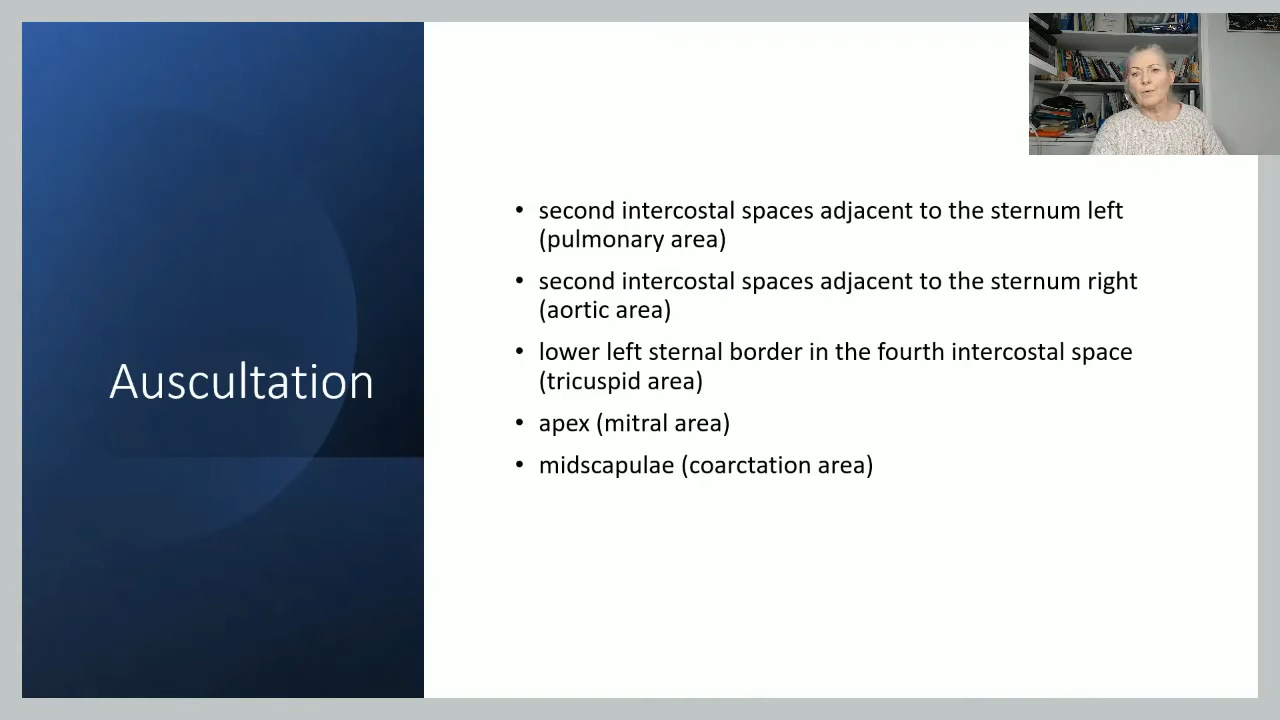 Auscultation
• second intercostal spaces adjacent to the sternum left
(pulmonary area)
• second intercostal spaces adjacent to the sternum right
(aortic area)
• lower left sternal border in the fourth intercostal space
(tricuspid area)
• apex (mitral area)
• midscapulae (coarctation area)